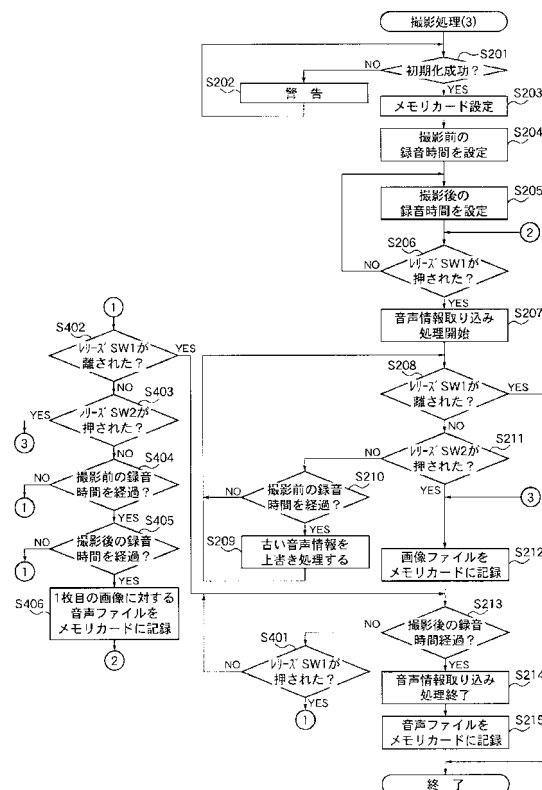 撮影処理(3)
S201
初期化成功？
NO
YES
S202
警 告
S203
メモリカード設定
S204
撮影前の
録音時間を設定
S205
撮影後の
録音時間を設定
2
S206
ﾚﾘｰｽﾞSW1が
押された？
NO
YES
S207
音声情報取り込み
処理開始
S208
ﾚﾘｰｽﾞSW1が
離された？
YES
NO
S211
ﾚﾘｰｽﾞSW2が
押された？
NO
YES
S210
撮影前の録音
時間を経過？
NO
YES
S209
古い音声情報を
上書き処理する
3
S212
画像ファイルを
メモリカードに記録
S213
撮影後の録音
時間経過？
NO
YES
S401
ﾚﾘｰｽﾞSW1が
押された？
NO
YES
1
S214
音声情報取り込み
処理終了
S215
音声ファイルを
メモリカードに記録
終 了
1
S402
ﾚﾘｰｽﾞSW1が
離された？
YES
NO
S403
ﾚﾘｰｽﾞSW2が
押された？
YES
3
NO
S404
撮影前の録音
時間を経過？
NO
1
YES
S405
撮影後の録音
時間を経過？
NO
1
YES
S406
1枚目の画像に対する
音声ファイルを
メモリカードに記録
2